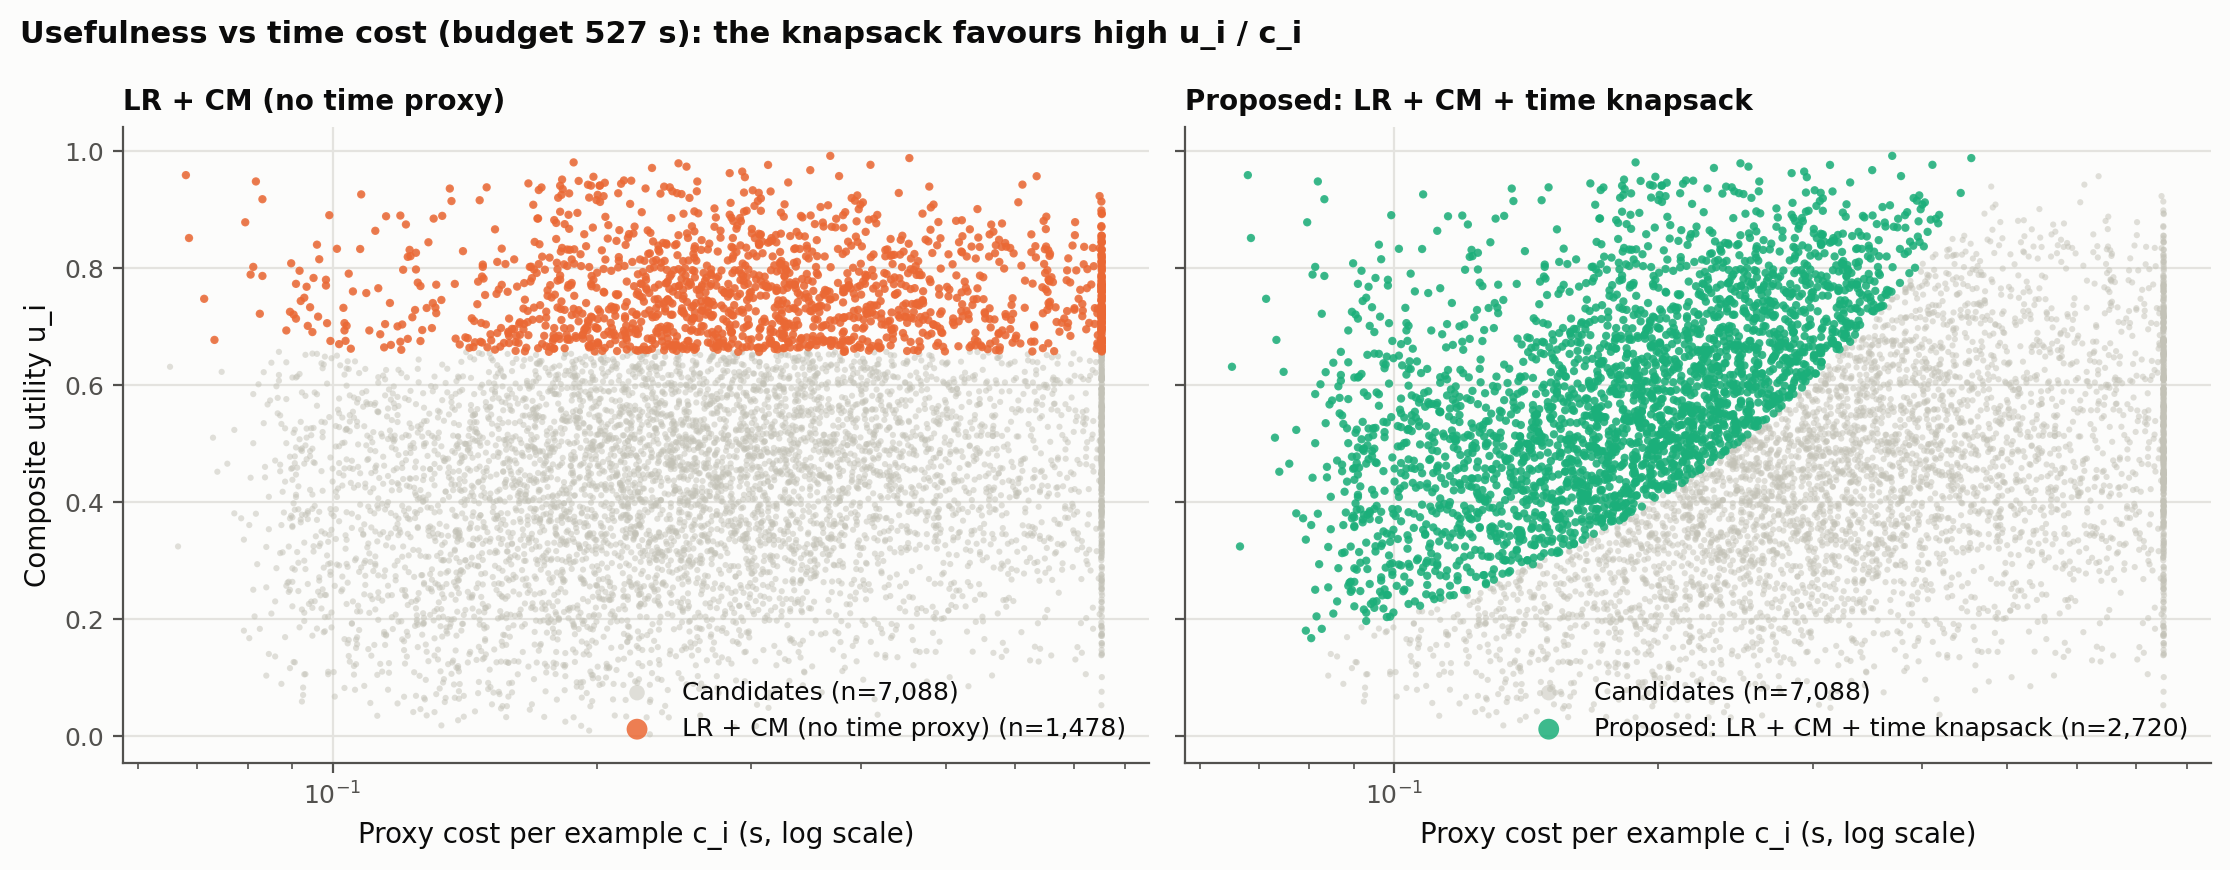 Usefulness vs time cost (budget 527 s): the knapsack favours high u_i / c_i
LR + CM (no time proxy)
Composite utility u_i
1.0
0.8
0.6
0.4
0.2
0.0
Candidates (n=7,088)
LR + CM (no time proxy) (n=1,478)
10⁻¹
Proxy cost per example c_i (s, log scale)
Proposed: LR + CM + time knapsack
Candidates (n=7,088)
Proposed: LR + CM + time knapsack (n=2,720)
10⁻¹
Proxy cost per example c_i (s, log scale)